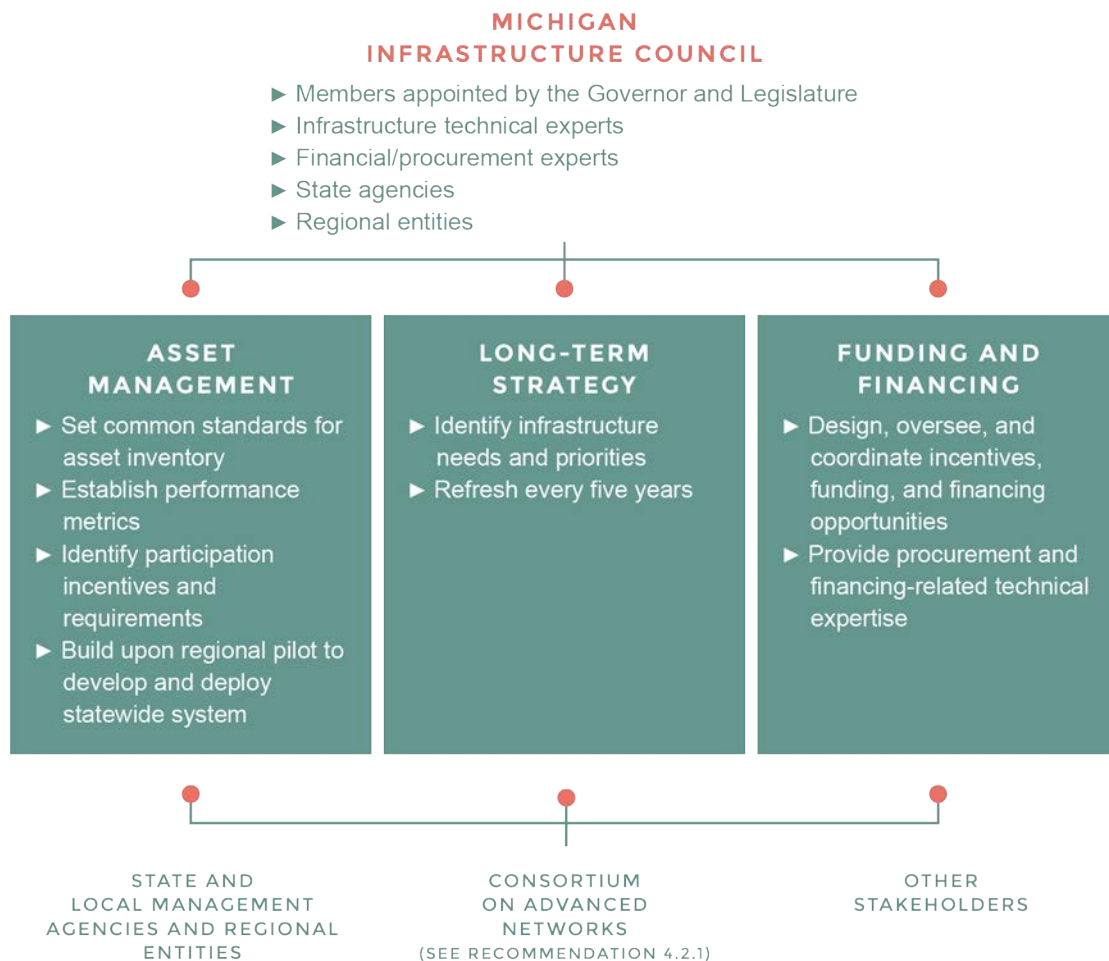 MICHIGAN
INFRASTRUCTURE COUNCIL
► Members appointed by the Governor and Legislature
► Infrastructure technical experts
► Financial/procurement experts
► State agencies
► Regional entities
ASSET
MANAGEMENT
► Set common standards for
asset inventory
► Establish performance
metrics
► Identify participation
incentives and
requirements
► Build upon regional pilot to
develop and deploy
statewide system
LONG-TERM
STRATEGY
► Identify infrastructure
needs and priorities
► Refresh every five years
FUNDING AND
FINANCING
► Design, oversee, and
coordinate incentives,
funding, and financing
opportunities
► Provide procurement and
financing-related technical
expertise
STATE AND
LOCAL MANAGEMENT
AGENCIES AND REGIONAL
ENTITIES
CONSORTIUM
ON ADVANCED
NETWORKS
(SEE RECOMMENDATION 4.2.1)
OTHER
STAKEHOLDERS